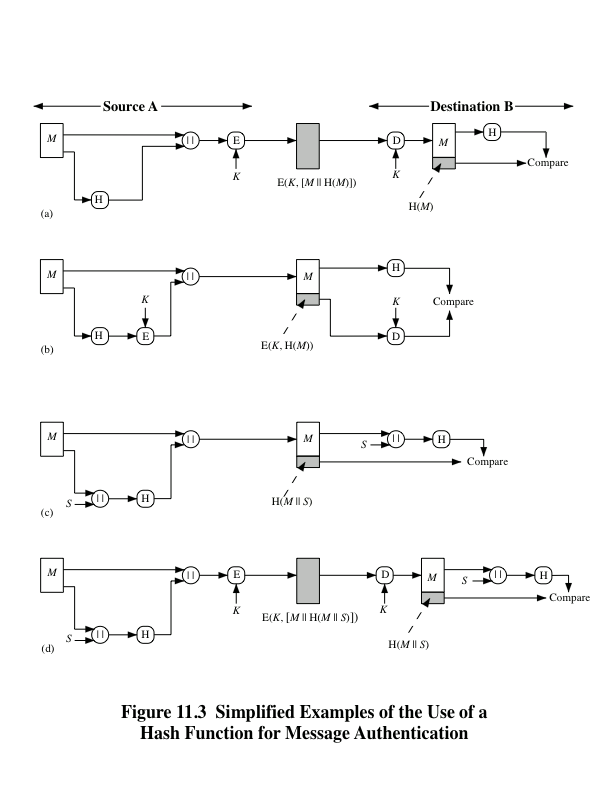 Source A
Destination B
M
||
E
K
E(K, [M || H(M)])
D
K
M
H
Compare
H(M)
H
(a)
M
||
K
H
E
M
E(K, H(M))
H
K
D
Compare
(b)
M
||
S
||
H
M
H(M || S)
S
||
H
Compare
(c)
M
||
E
K
S
||
H
E(K, [M || H(M || S)])
D
K
M
H(M || S)
S
||
H
Compare
(d)
Figure 11.3 Simplified Examples of the Use of a
Hash Function for Message Authentication